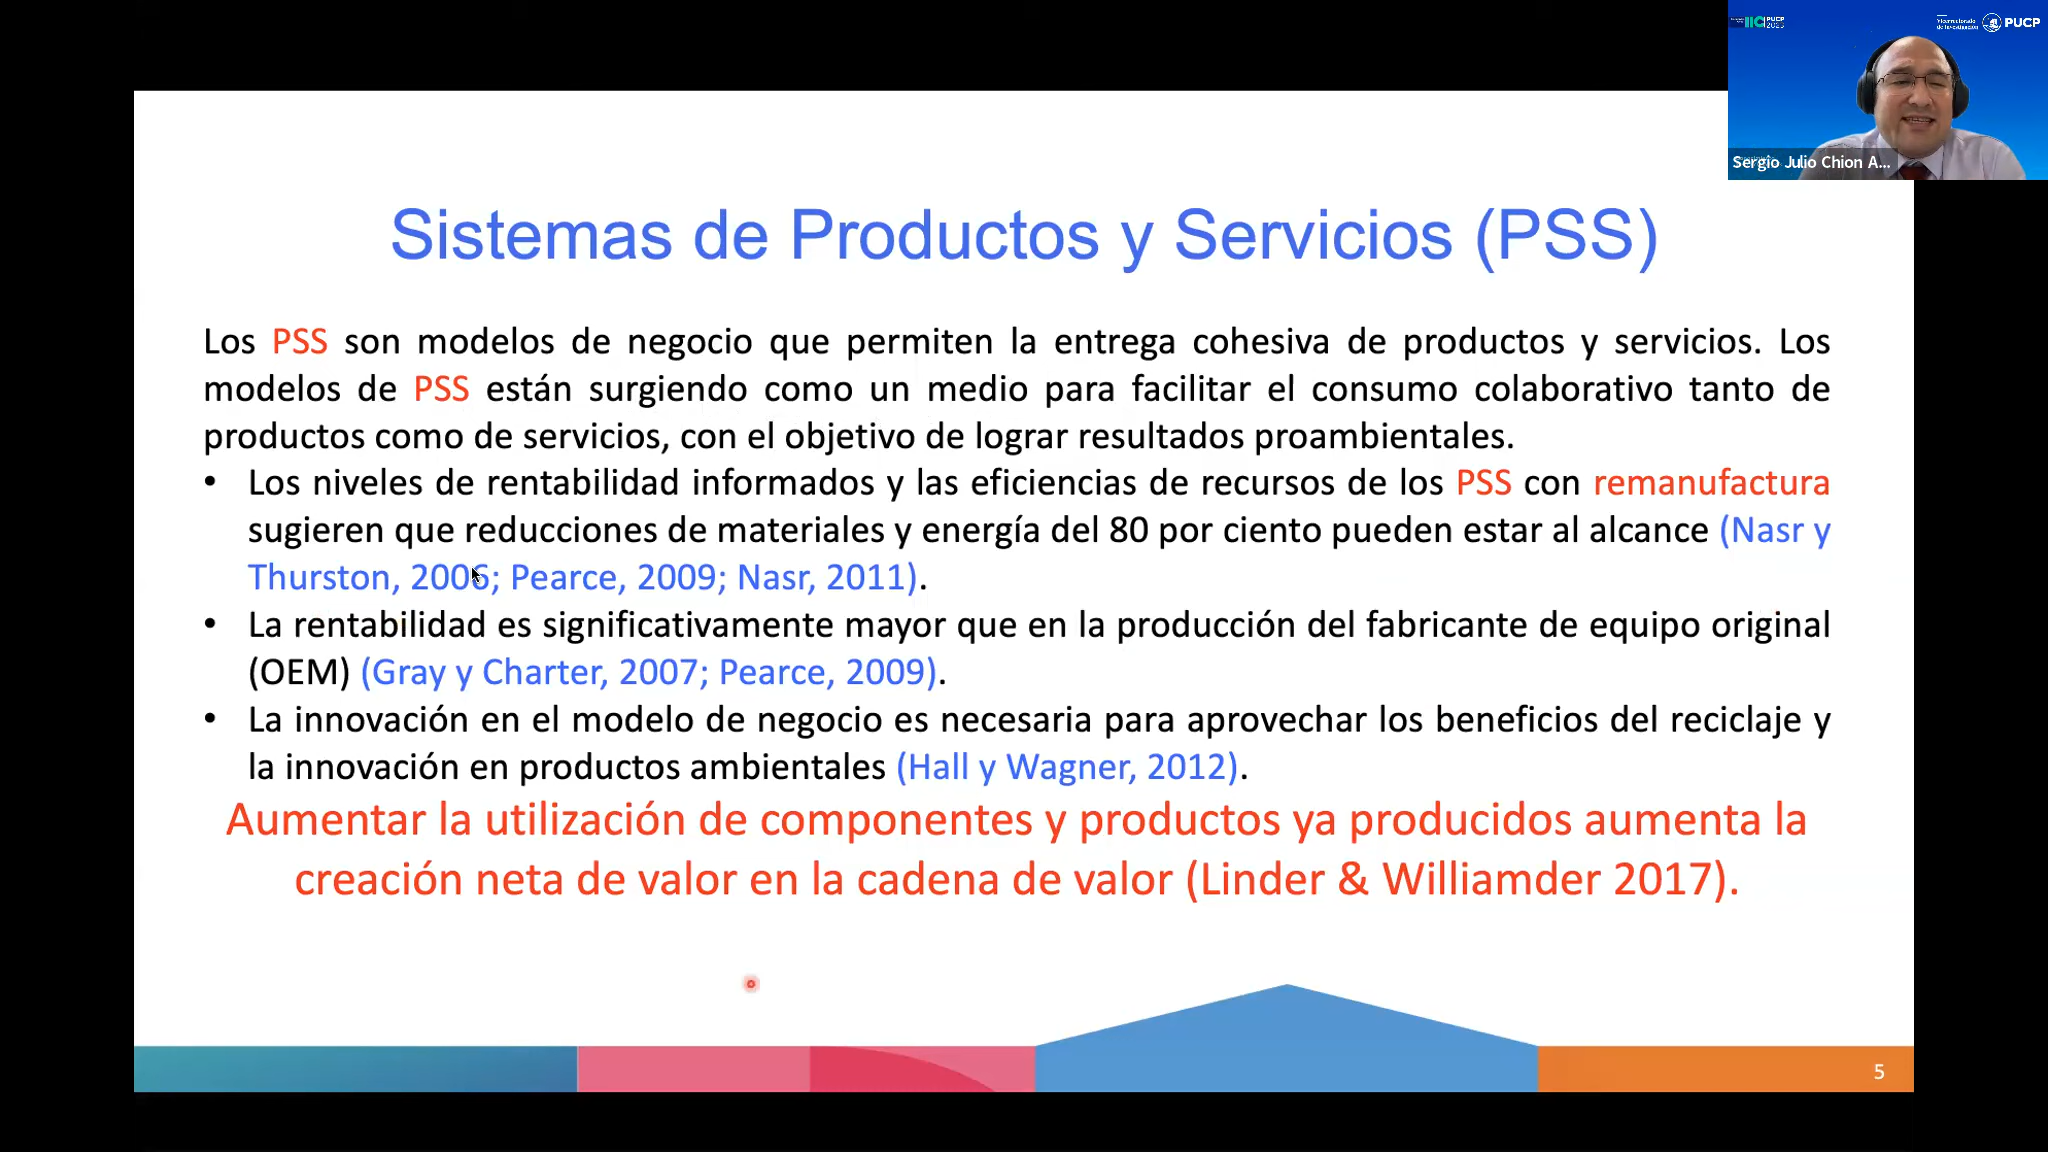 IIC PUCP
2023
Vicerrectorado
de Investigación
PUCP
Sergio Julio Chion A...
Sistemas de Productos y Servicios (PSS)
Los PSS son modelos de negocio que permiten la entrega cohesiva de productos y servicios. Los
modelos de PSS están surgiendo como un medio para facilitar el consumo colaborativo tanto de
productos como de servicios, con el objetivo de lograr resultados proambientales.
• Los niveles de rentabilidad informados y las eficiencias de recursos de los PSS con remanufactura
sugieren que reducciones de materiales y energía del 80 por ciento pueden estar al alcance (Nasr y
Thurston, 2006; Pearce, 2009; Nasr, 2011).
• La rentabilidad es significativamente mayor que en la producción del fabricante de equipo original
(OEM) (Gray y Charter, 2007; Pearce, 2009).
• La innovación en el modelo de negocio es necesaria para aprovechar los beneficios del reciclaje y
la innovación en productos ambientales (Hall y Wagner, 2012).
Aumentar la utilización de componentes y productos ya producidos aumenta la
creación neta de valor en la cadena de valor (Linder & Williamder 2017).
5